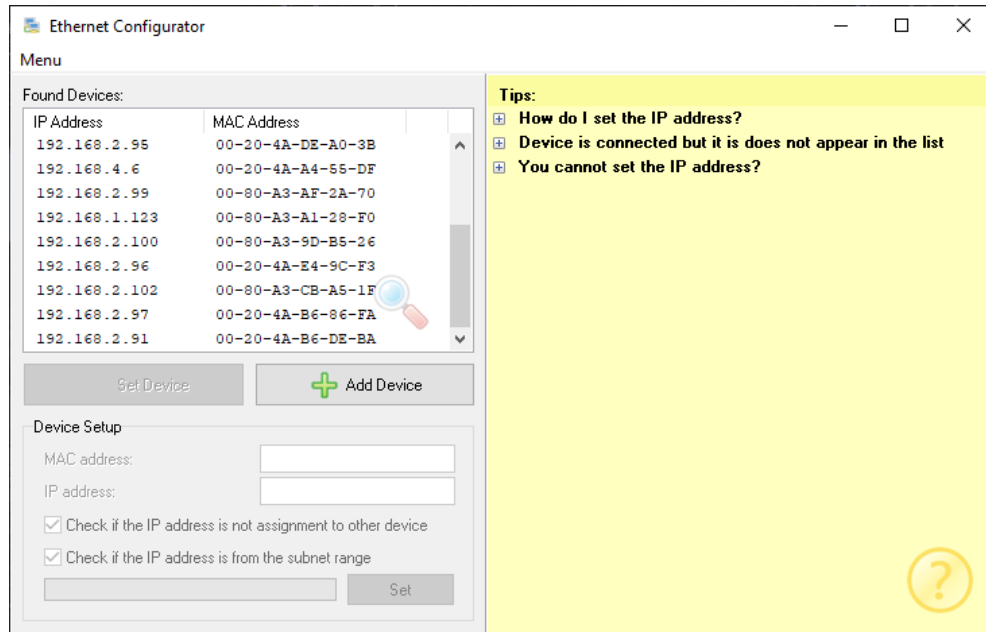 Ethernet Configurator
Menu
Found Devices:
IP Address MAC Address
192.168.2.95 00-20-4A-DE-A0-3B
192.168.4.6 00-20-4A-A4-55-DF
192.168.2.99 00-80-A3-AF-2A-70
192.168.1.123 00-80-A3-A1-28-F0
192.168.2.100 00-80-A3-9D-B5-26
192.168.2.96 00-20-4A-E4-9C-F3
192.168.2.102 00-80-A3-CB-A5-1F
192.168.2.97 00-20-4A-B6-86-FA
192.168.2.91 00-20-4A-B6-DE-BA
Set Device
Add Device
Device Setup
MAC address:
IP address:
Check if the IP address is not assignment to other device
Check if the IP address is from the subnet range
Set
Tips:
How do I set the IP address?
Device is connected but it is does not appear in the list
You cannot set the IP address?
?